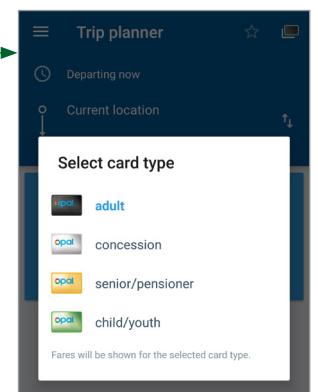 Trip planner
Departing now
Current location
Select card type
opal adult
opal concession
opal senior/pensioner
opal child/youth
Fares will be shown for the selected card type.